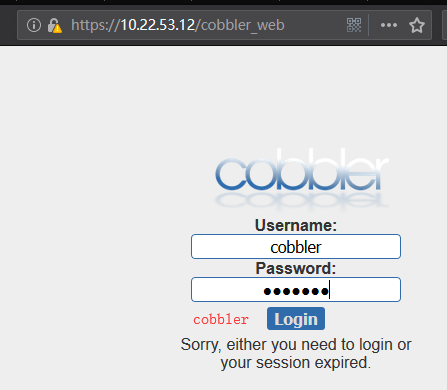 https://10.22.53.12/cobbler_web
cobbler
Username:
cobbler
Password:
•••••••
cobbler Login
Sorry, either you need to login or
your session expired.